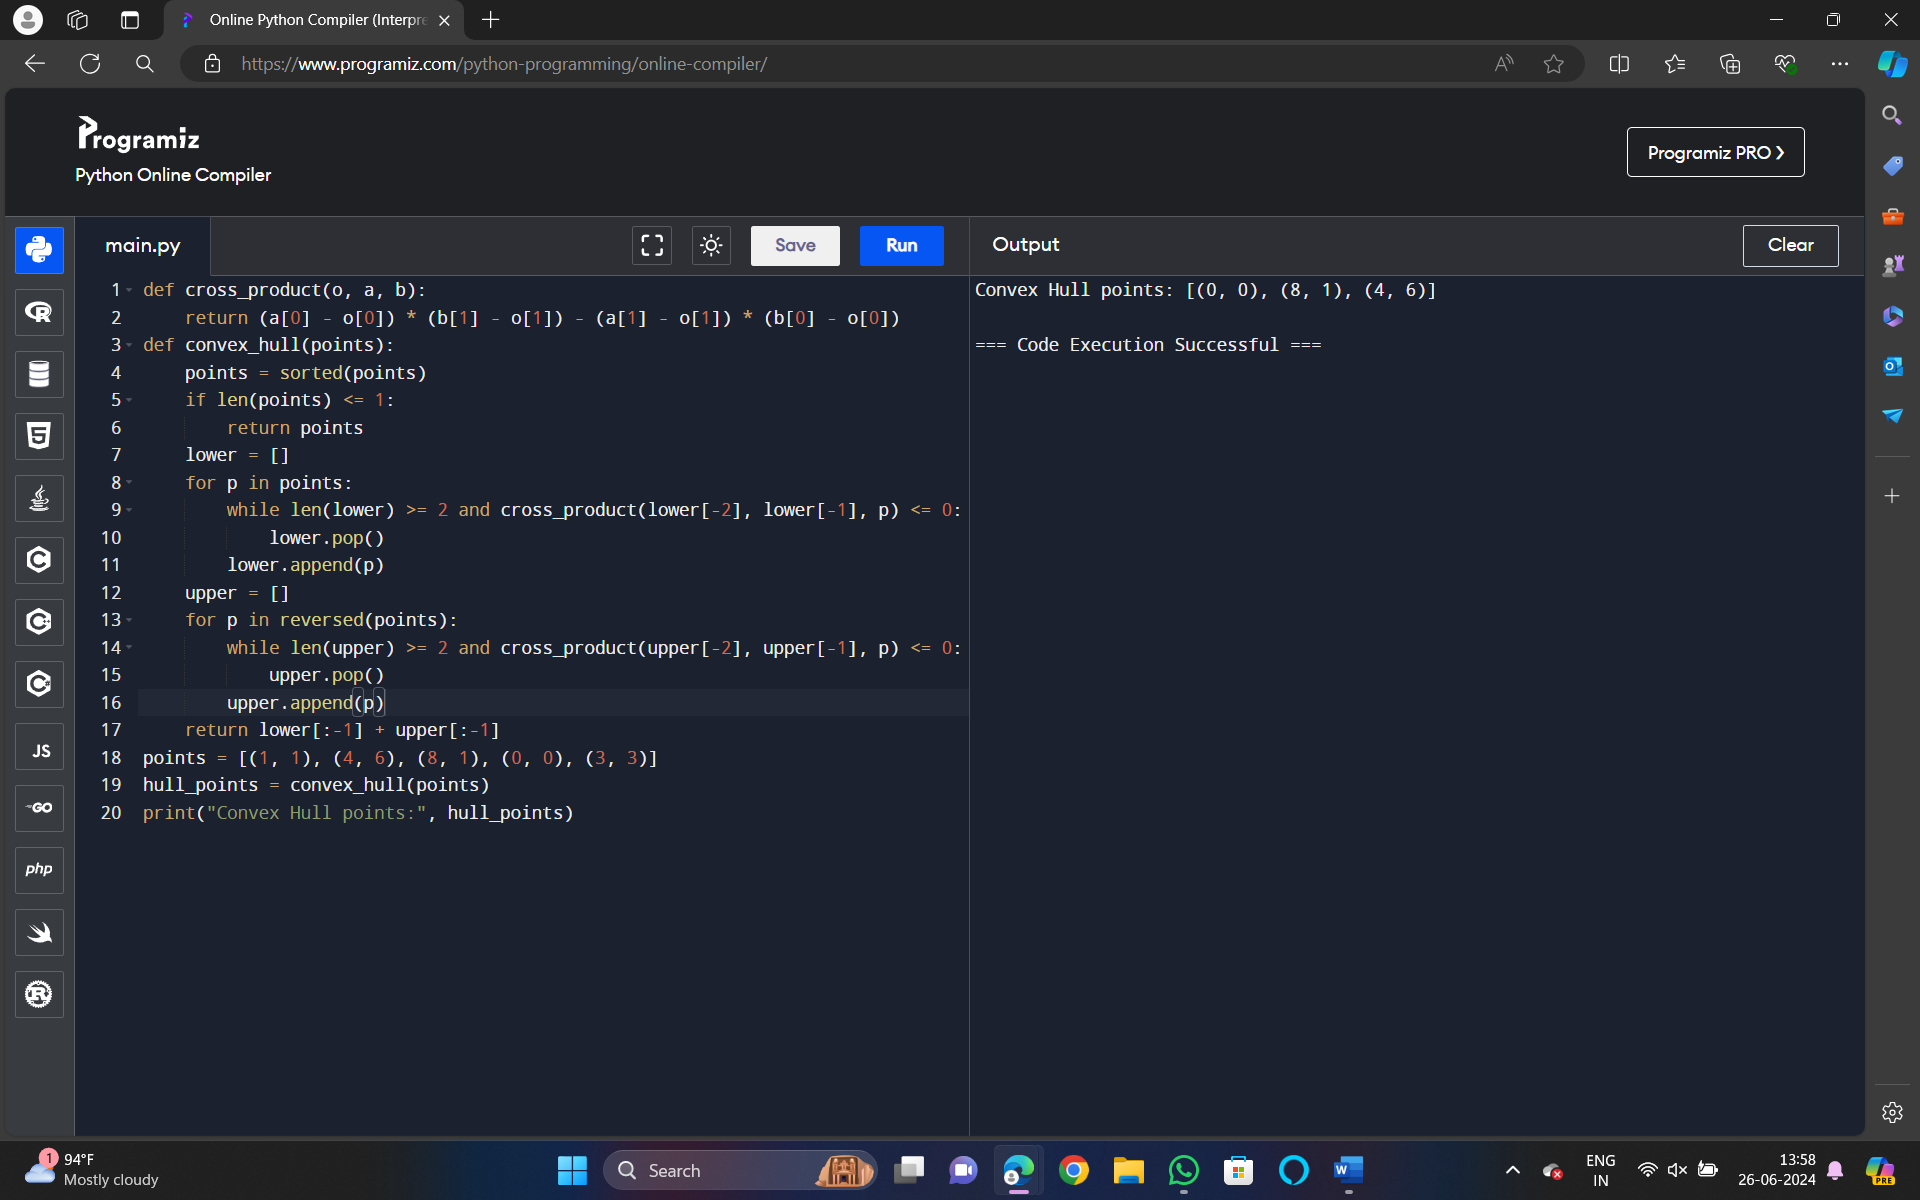 Online Python Compiler (Interpre
https://www.programiz.com/python-programming/online-compiler/
Programiz
Python Online Compiler
Programiz PRO ❯
main.py
Save
Run
Output
Clear
1 def cross_product(o, a, b):
2     return (a[0] - o[0]) * (b[1] - o[1]) - (a[1] - o[1]) * (b[0] - o[0])
3 def convex_hull(points):
4     points = sorted(points)
5     if len(points) <= 1:
6         return points
7     lower = []
8     for p in points:
9         while len(lower) >= 2 and cross_product(lower[-2], lower[-1], p) <= 0:
10             lower.pop()
11         lower.append(p)
12     upper = []
13     for p in reversed(points):
14         while len(upper) >= 2 and cross_product(upper[-2], upper[-1], p) <= 0:
15             upper.pop()
16         upper.append(p)
17     return lower[:-1] + upper[:-1]
18 points = [(1, 1), (4, 6), (8, 1), (0, 0), (3, 3)]
19 hull_points = convex_hull(points)
20 print("Convex Hull points:", hull_points)
Convex Hull points: [(0, 0), (8, 1), (4, 6)]
=== Code Execution Successful ===
R
5
C
C
C
JS
GO
php
R
1
94°F
Mostly cloudy
Search
W
ENG
IN
13:58
26-06-2024
PRE